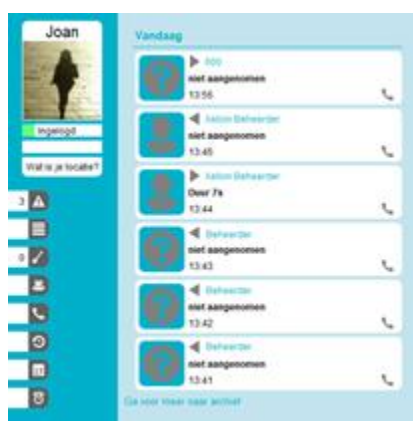 Joan
Ingelogd
Wat is je locatie?
3
0
Vandaag
niet aangenomen
13:56
Beheerder
niet aangenomen
13:45
Beheerder
Duur 7s
13:44
Beheerder
niet aangenomen
13:43
Beheerder
niet aangenomen
13:42
Beheerder
niet aangenomen
13:41
Ga voor meer naar archief